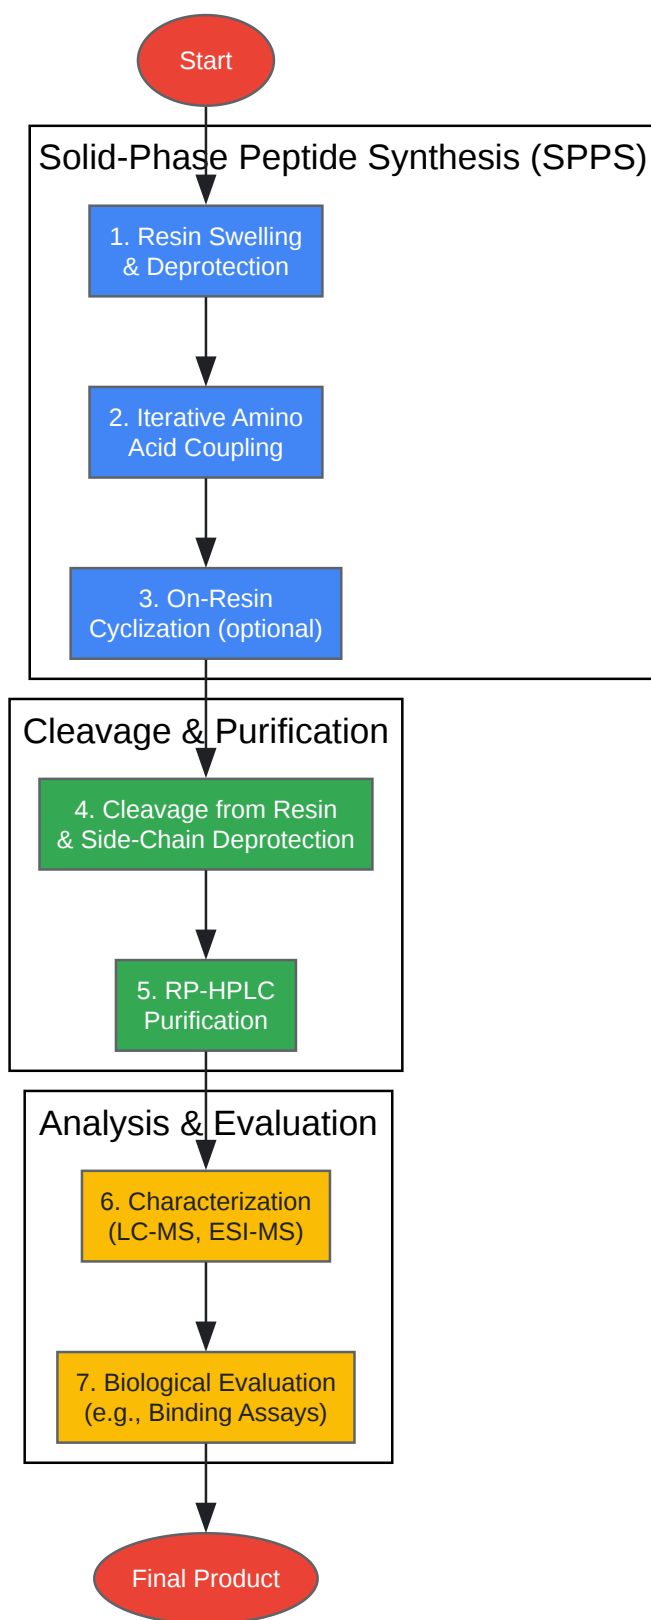 Start
Solid-Phase Peptide Synthesis (SPPS)
1. Resin Swelling
& Deprotection
2. Iterative Amino
Acid Coupling
3. On-Resin
Cyclization (optional)
Cleavage & Purification
4. Cleavage from Resin
& Side-Chain Deprotection
5. RP-HPLC
Purification
Analysis & Evaluation
6. Characterization
(LC-MS, ESI-MS)
7. Biological Evaluation
(e.g., Binding Assays)
Final Product